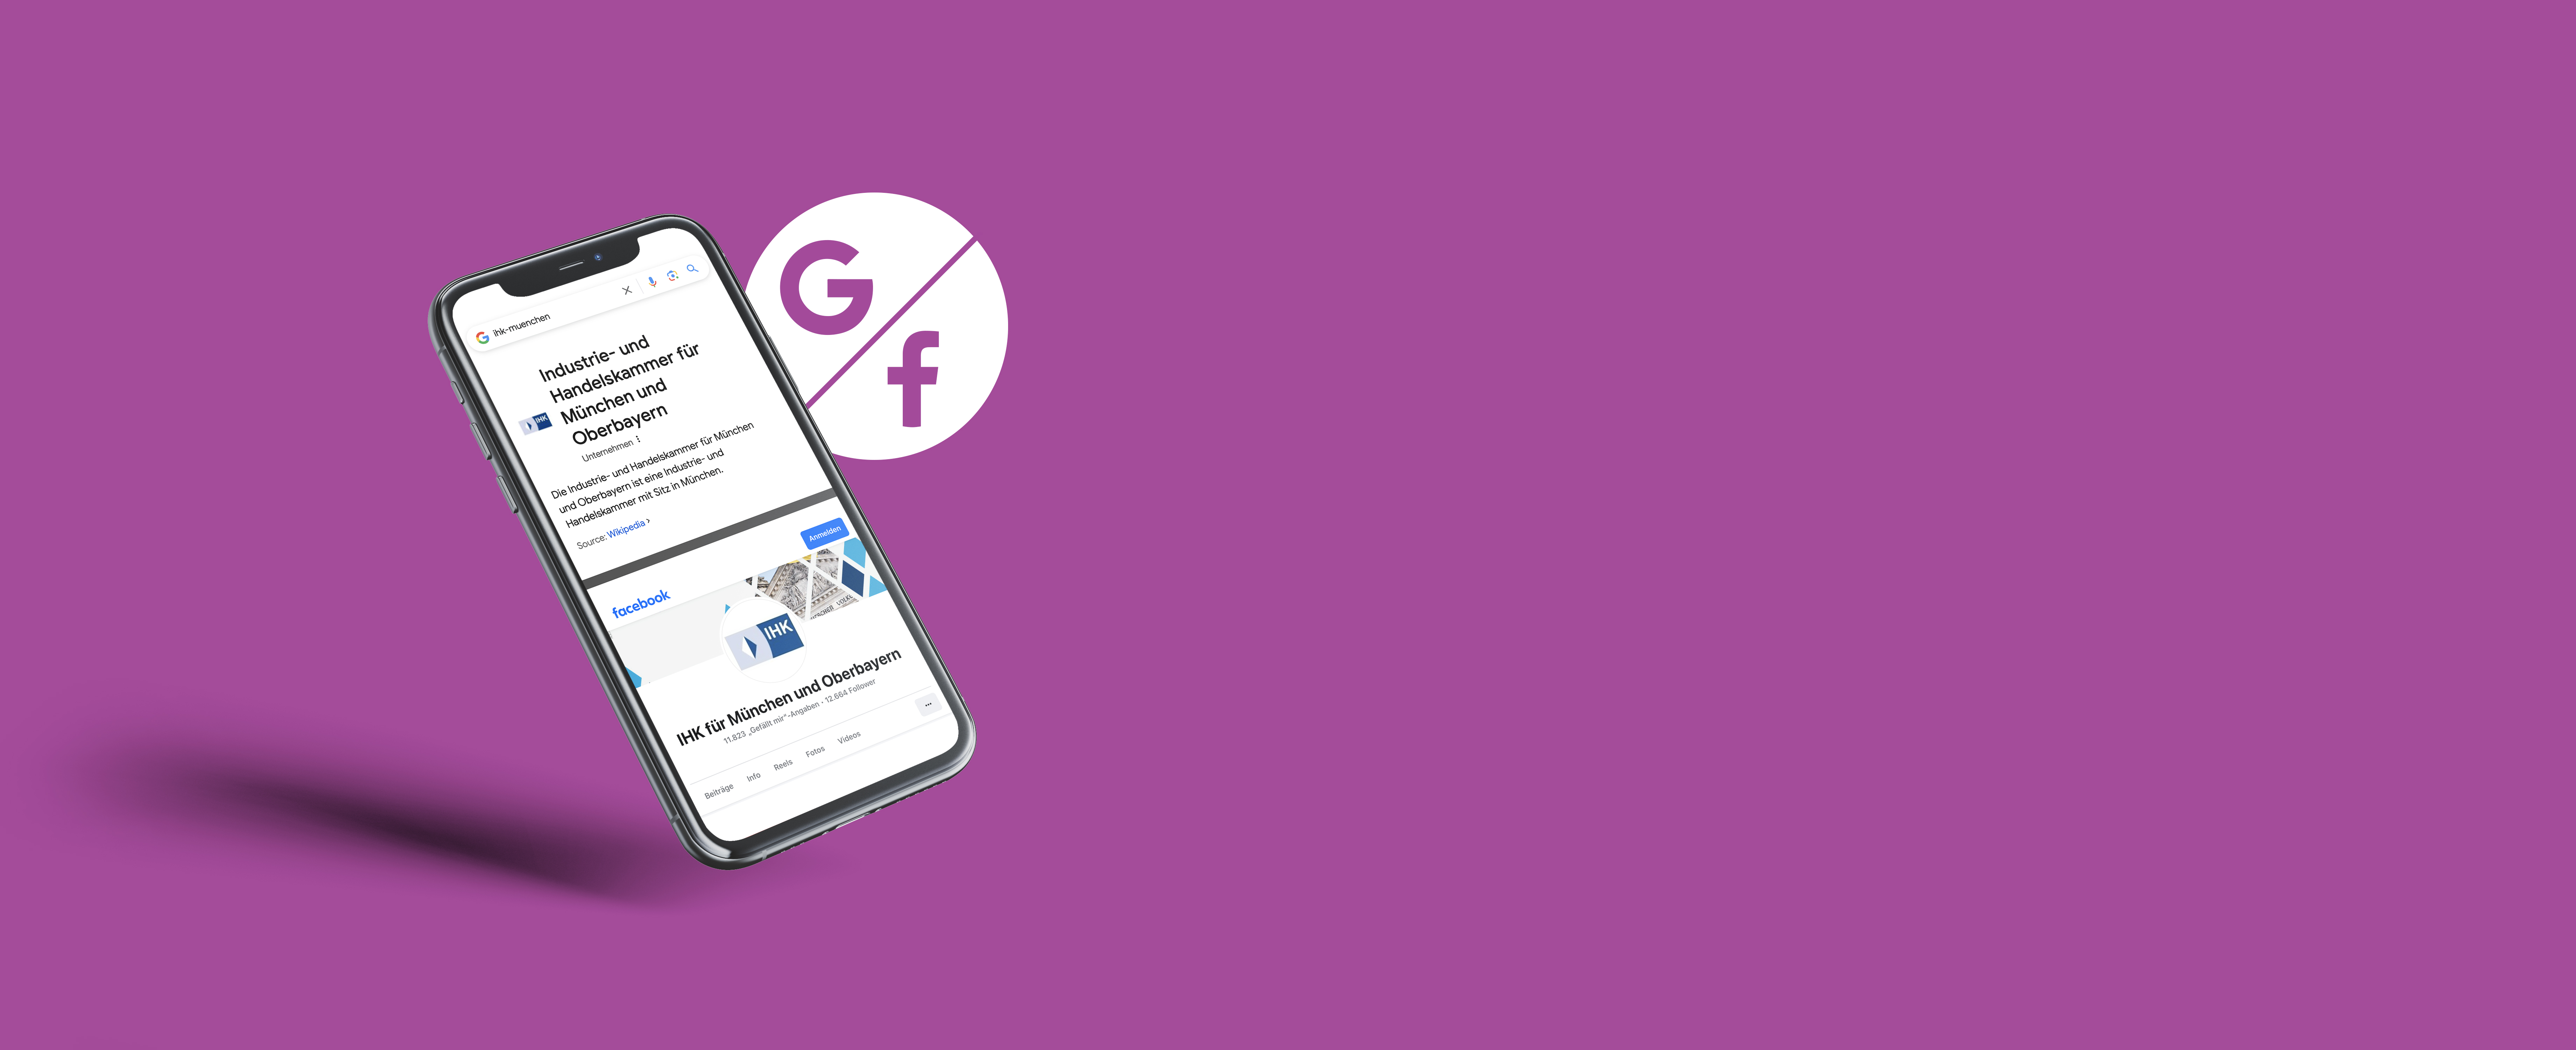 ihk-muenchen
Industrie- und
Handelskammer für
München und
Oberbayern
IHK
Unternehmen
Die Industrie- und Handelskammer für München
und Oberbayern ist eine Industrie- und
Handelskammer mit Sitz in München.
Source: Wikipedia ›
Anmelden
facebook
IHK
IHK für München und Oberbayern
11.823 „Gefällt mir“-Angaben • 12.664 Follower
Beiträge Info Reels Fotos Videos
G
f